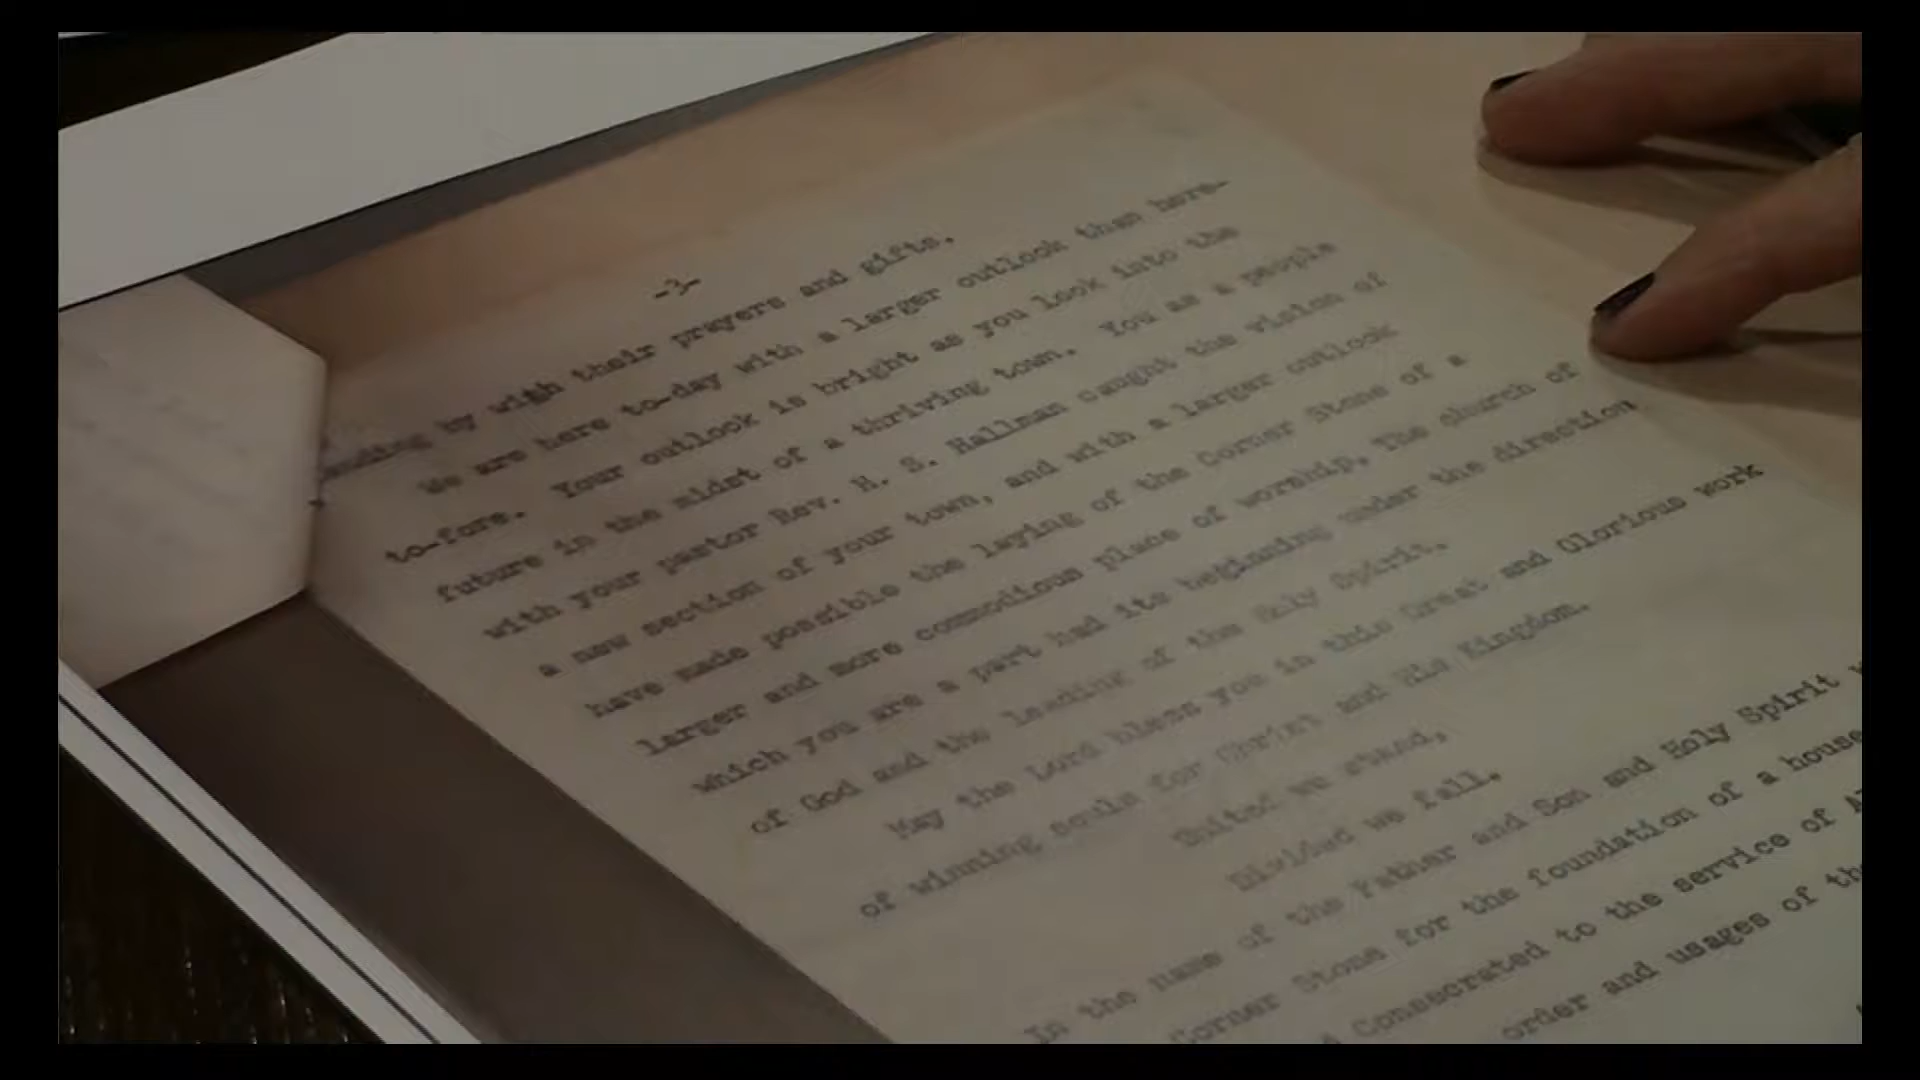 -3-
anding by with their prayers and gifts.
We are here to-day with a larger outlook than here-
to-fore. Your outlook is bright as you look into the
future in the midst of a thriving town. You as a people
with your pastor Rev. H. S. Hallman caught the vision of
a new section of your town, and with a larger outlook
have made possible the laying of the Corner Stone of a
larger and more commodious place of worship. The church of
which you are a part had its beginning under the direction
of God and the leading of the Holy Spirit.
May the Lord bless you in this Great and Glorious work
of winning souls for Christ and His Kingdom.
United we stand,
Divided we fall.
In the name of the Father and Son and Holy Spirit
Corner Stone for the foundation of a house
d Consecrated to the service of A
order and usages of the